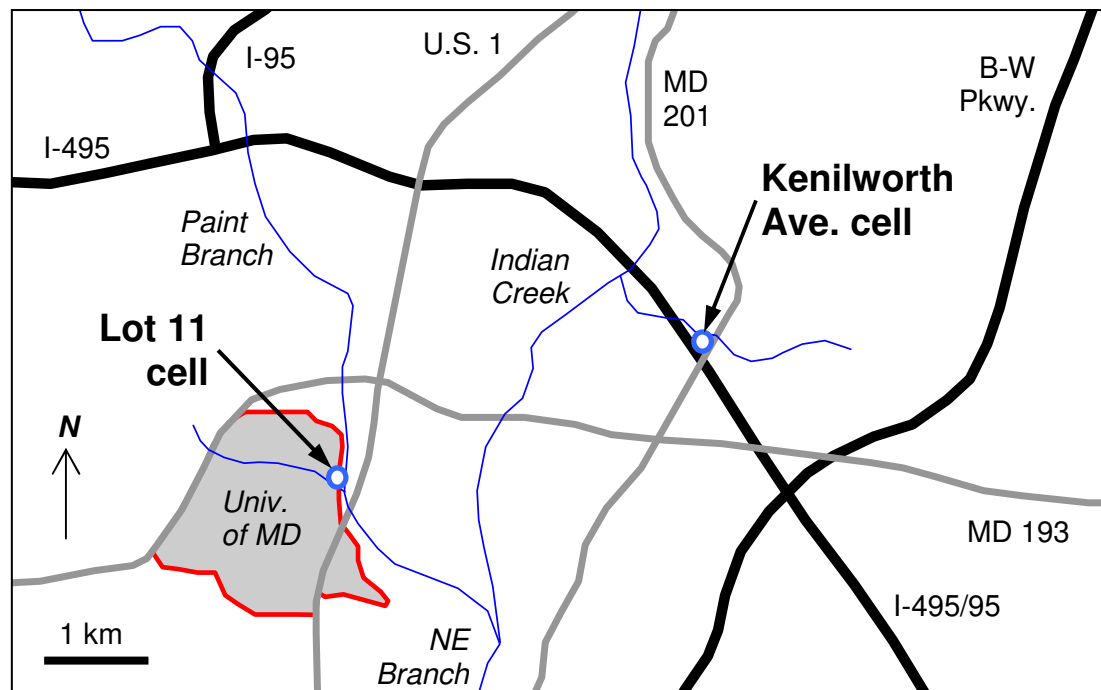 I-95
U.S. 1
B-W
Pkwy.
MD
201
I-495
Kenilworth
Ave. cell
Paint
Branch
Indian
Creek
Lot 11
cell
N
Univ.
of MD
MD 193
I-495/95
1 km
NE
Branch